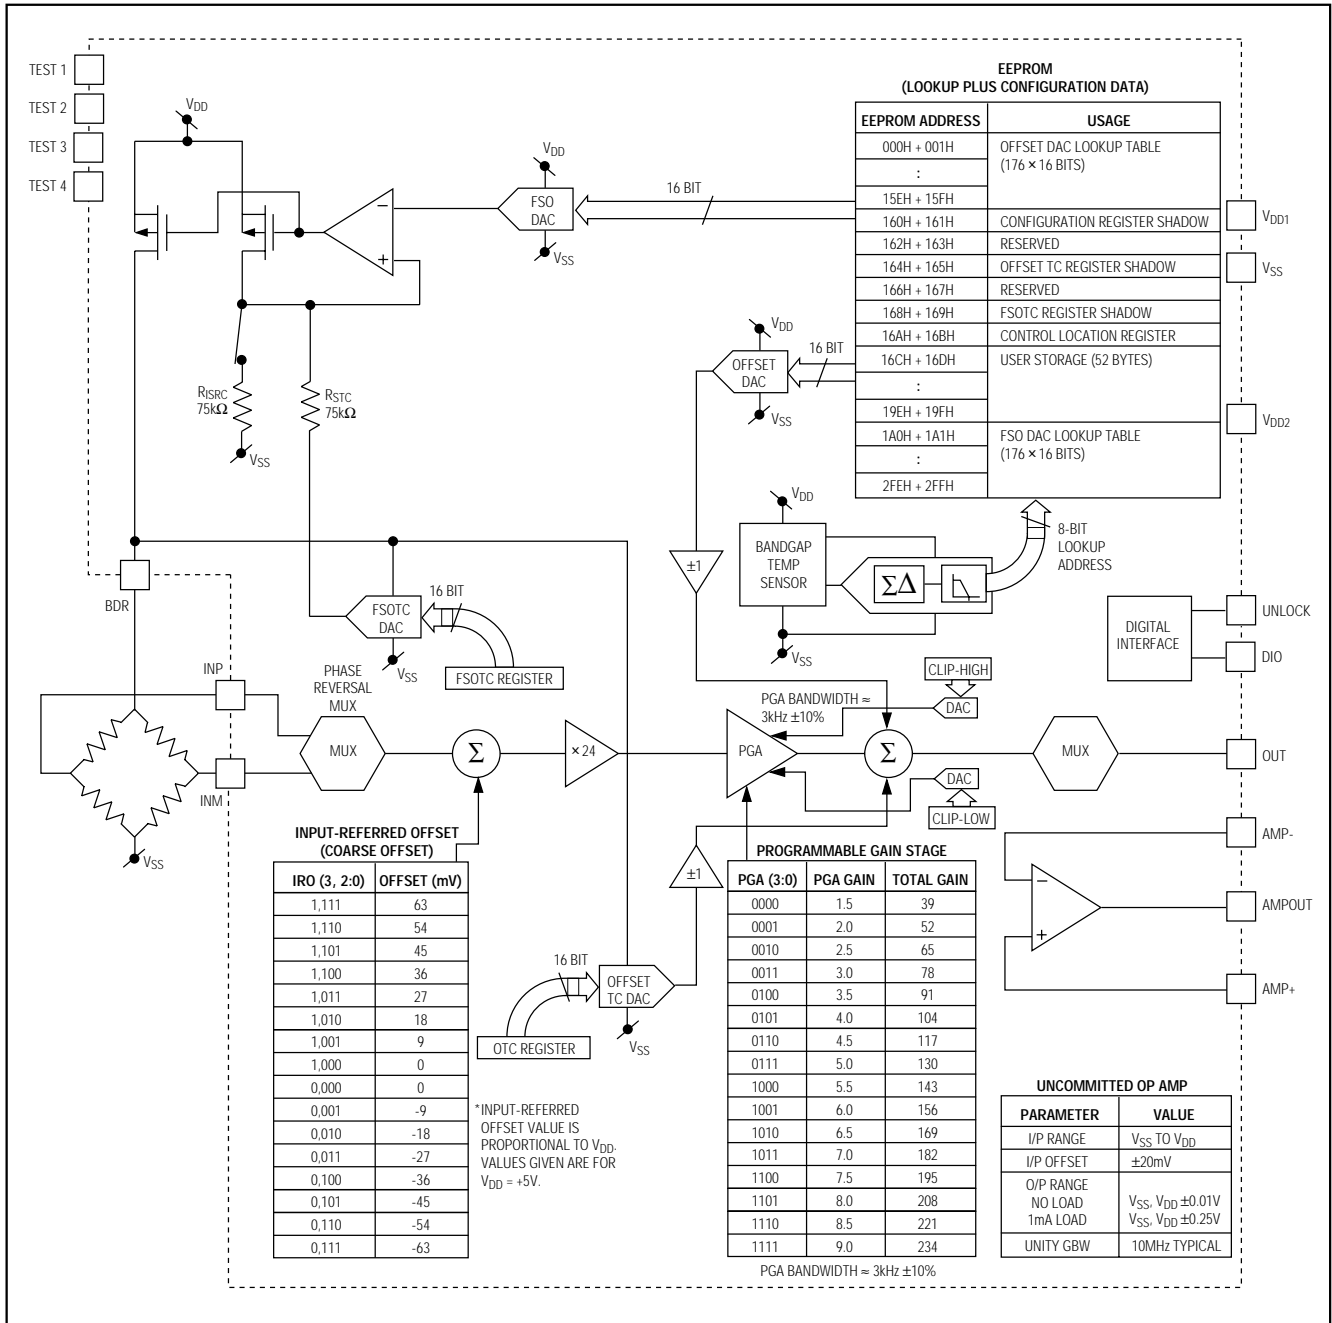 TEST 1
TEST 2
TEST 3
TEST 4
VDD
VDD
FSO
DAC
VSS
16 BIT
EEPROM
(LOOKUP PLUS CONFIGURATION DATA)
EEPROM ADDRESS USAGE
000H + 001H OFFSET DAC LOOKUP TABLE
(176 × 16 BITS)
:
15EH + 15FH
160H + 161H CONFIGURATION REGISTER SHADOW
162H + 163H RESERVED
164H + 165H OFFSET TC REGISTER SHADOW
166H + 167H RESERVED
168H + 169H FSOTC REGISTER SHADOW
16AH + 16BH CONTROL LOCATION REGISTER
16CH + 16DH USER STORAGE (52 BYTES)
:
19EH + 19FH
1A0H + 1A1H FSO DAC LOOKUP TABLE
(176 × 16 BITS)
:
2FEH + 2FFH
VDD1
VSS
VDD2
VDD
OFFSET
DAC
VSS
16 BIT
RISRC
75kΩ
VSS
RSTC
75kΩ
−
+
VDD
BANDGAP
TEMP
SENSOR
VSS
ΣΔ
8-BIT
LOOKUP
ADDRESS
±1
BDR
FSOTC
DAC
VSS
16 BIT
FSOTC REGISTER
DIGITAL
INTERFACE
UNLOCK
DIO
INP
INM
VSS
PHASE
REVERSAL
MUX
MUX
Σ
× 24
PGA BANDWIDTH ≈
3kHz ±10%
PGA
CLIP-HIGH
DAC
Σ
DAC
CLIP-LOW
MUX
OUT
AMP-
AMPOUT
AMP+
−
+
±1
INPUT-REFERRED OFFSET
(COARSE OFFSET)
IRO (3, 2:0) OFFSET (mV)
1,111 63
1,110 54
1,101 45
1,100 36
1,011 27
1,010 18
1,001 9
1,000 0
0,000 0
0,001 -9
0,010 -18
0,011 -27
0,100 -36
0,101 -45
0,110 -54
0,111 -63
16 BIT
OFFSET
TC DAC
VSS
OTC REGISTER
*INPUT-REFERRED
OFFSET VALUE IS
PROPORTIONAL TO VDD.
VALUES GIVEN ARE FOR
VDD = +5V.
PROGRAMMABLE GAIN STAGE
PGA (3:0) PGA GAIN TOTAL GAIN
0000 1.5 39
0001 2.0 52
0010 2.5 65
0011 3.0 78
0100 3.5 91
0101 4.0 104
0110 4.5 117
0111 5.0 130
1000 5.5 143
1001 6.0 156
1010 6.5 169
1011 7.0 182
1100 7.5 195
1101 8.0 208
1110 8.5 221
1111 9.0 234
PGA BANDWIDTH ≈ 3kHz ±10%
UNCOMMITTED OP AMP
PARAMETER VALUE
I/P RANGE VSS TO VDD
I/P OFFSET ±20mV
O/P RANGE
NO LOAD VSS, VDD ±0.01V
1mA LOAD VSS, VDD ±0.25V
UNITY GBW 10MHz TYPICAL